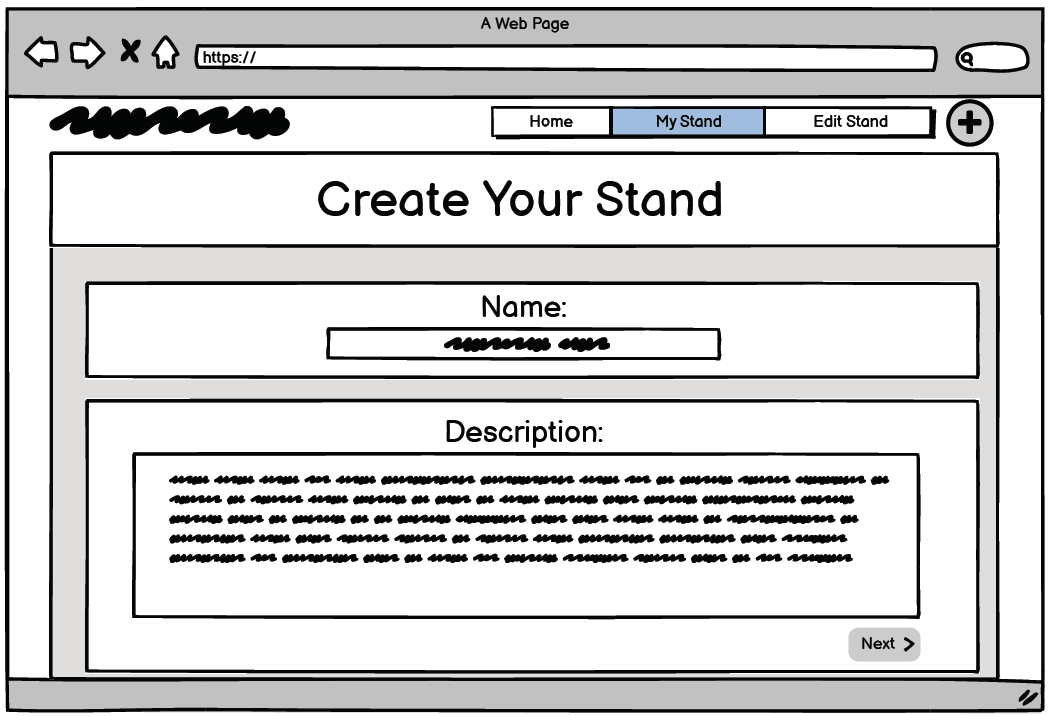 A Web Page
https://
Home My Stand Edit Stand
Create Your Stand
Name:
Description:
Next